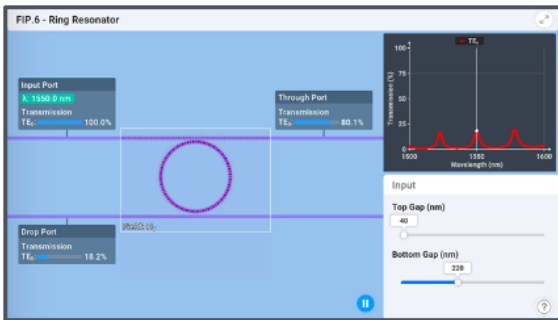 FIP.6 - Ring Resonator
Input Port
λ: 1550.0 nm
Transmission
TE₀: 100.0%
Through Port
Transmission
TE₀: 80.1%
Drop Port
Transmission
TE₀: 18.2%
TE₀
Transmission (%)
100
75
50
25
0
1500
1550
1600
Wavelength (nm)
Input
Top Gap (nm)
40
Bottom Gap (nm)
220
?